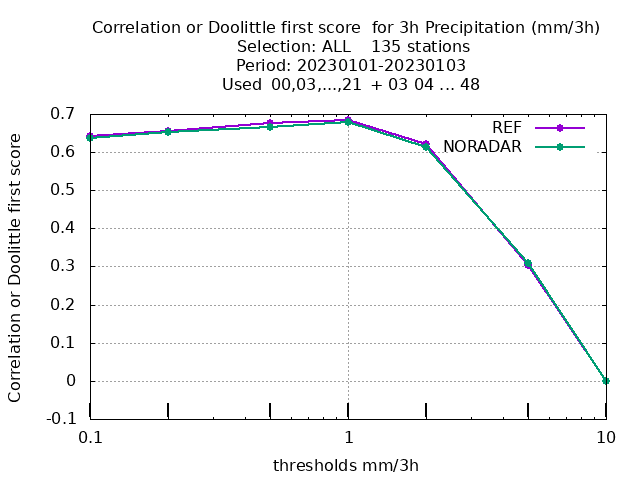 Correlation or Doolittle first score for 3h Precipitation (mm/3h)
Selection: ALL 135 stations
Period: 20230101-20230103
Used 00,03,...,21 + 03 04 ... 48
Correlation or Doolittle first score
0.7
0.6
0.5
0.4
0.3
0.2
0.1
0
-0.1
REF
NORADAR
0.1 1 10
thresholds mm/3h